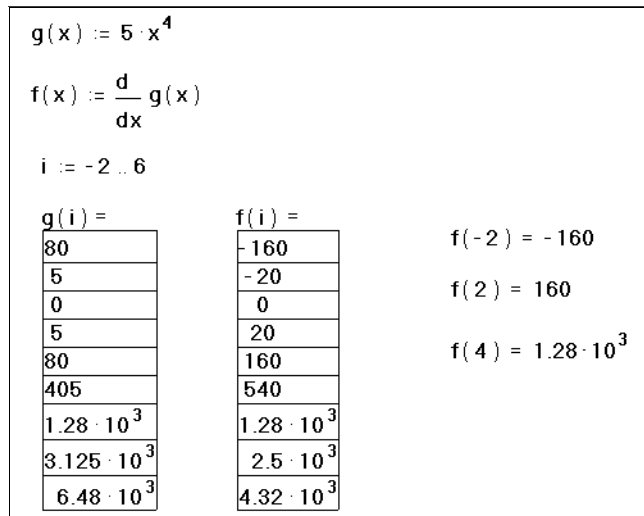 g(x) := 5 · x^4
f(x) := d/dx g(x)
i := -2 .. 6
g(i) =
80
5
0
5
80
405
1.28 · 10^3
3.125 · 10^3
6.48 · 10^3
f(i) =
-160
-20
0
20
160
540
1.28 · 10^3
2.5 · 10^3
4.32 · 10^3
f(-2) = -160
f(2) = 160
f(4) = 1.28 · 10^3